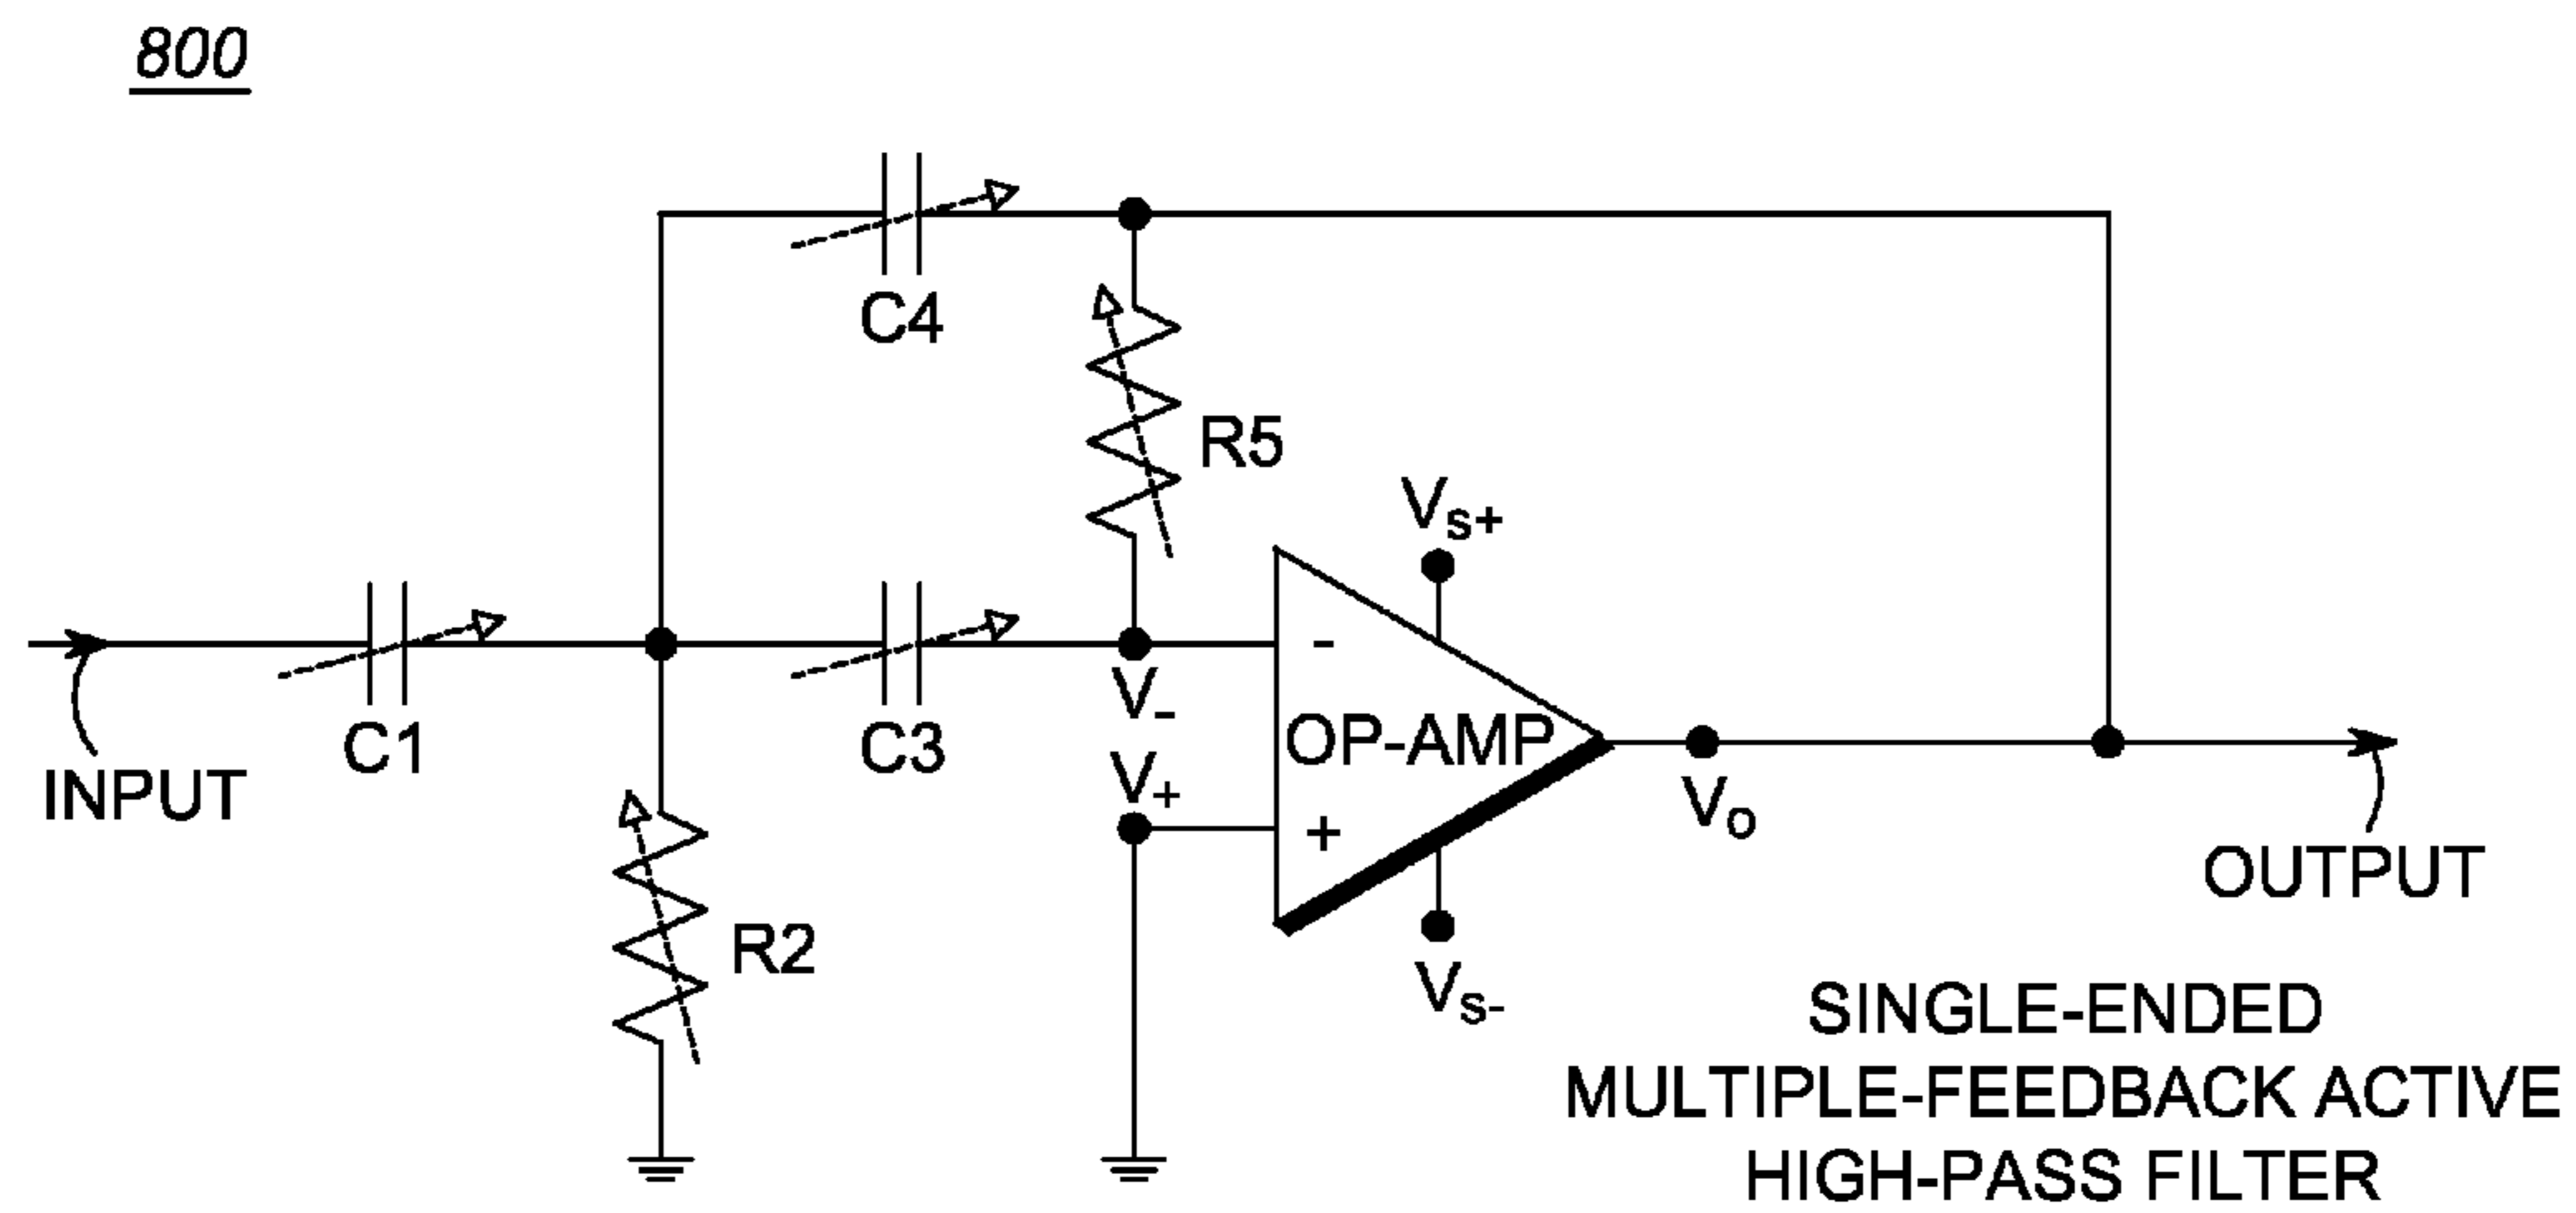 800
C4
R5
Vs+
C1
C3
V-
V+
-
OP-AMP
+
Vo
INPUT
R2
Vs-
OUTPUT
SINGLE-ENDED
MULTIPLE-FEEDBACK ACTIVE
HIGH-PASS FILTER